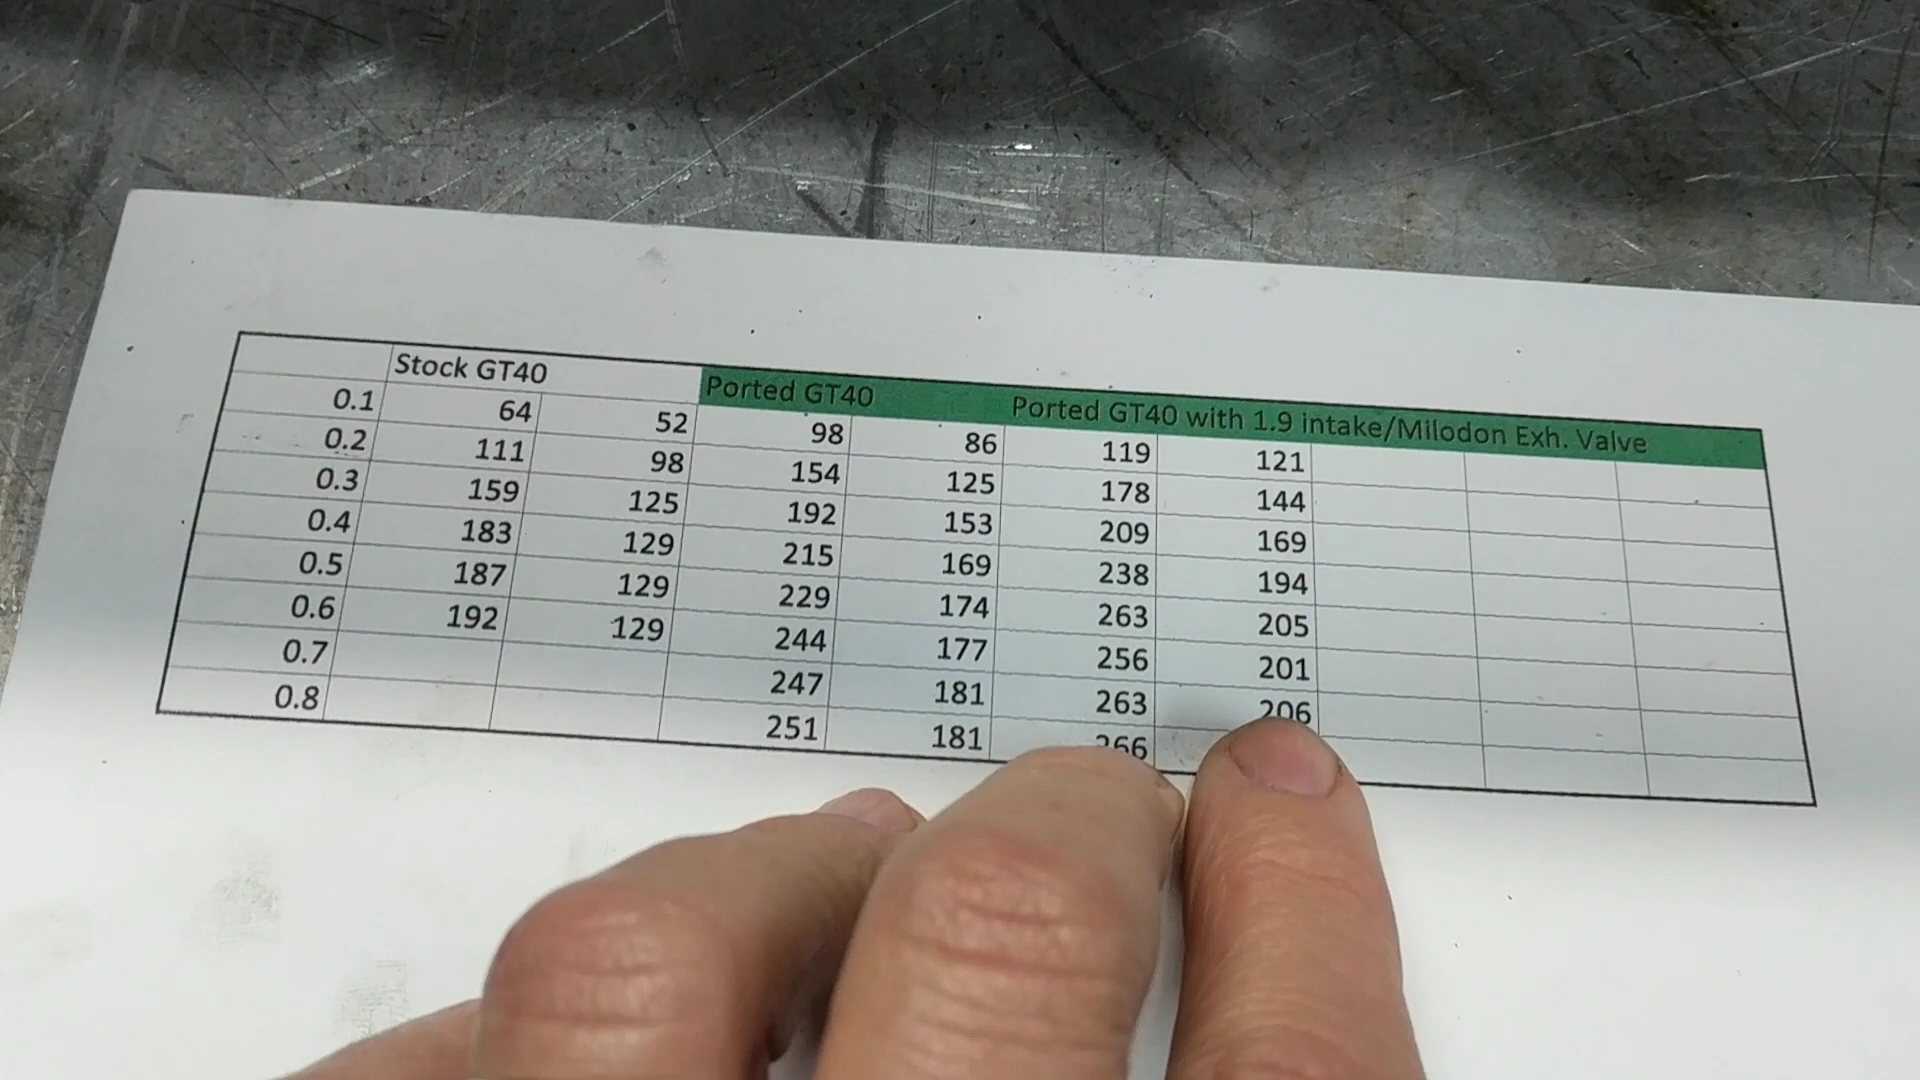 Stock GT40 Ported GT40 Ported GT40 with 1.9 intake/Milodon Exh. Valve
0.1 64 52 98 86 119 121
0.2 111 98 154 125 178 144
0.3 159 125 192 153 209 169
0.4 183 129 215 169 238 194
0.5 187 129 229 174 263 205
0.6 192 129 244 177 256 201
0.7 247 181 263 206
0.8 251 181 266